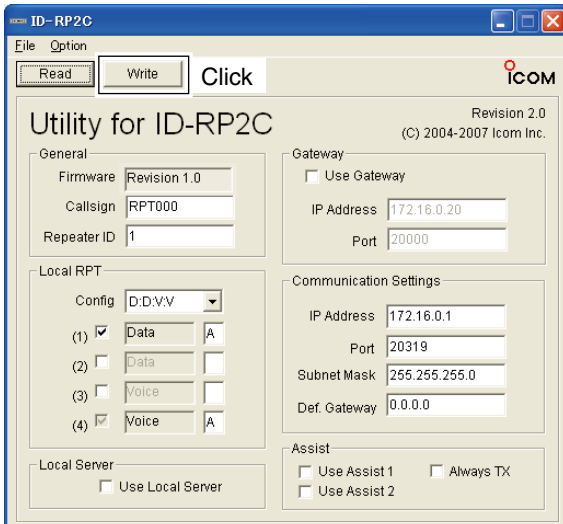 ID-RP2C
File Option
Read Write Click
ICOM
Utility for ID-RP2C
Revision 2.0
(C) 2004-2007 Icom Inc.
General
Firmware Revision 1.0
Callsign RPT000
Repeater ID 1
Gateway
Use Gateway
IP Address 172.16.0.20
Port 20000
Local RPT
Config D:D:V:V
(1) Data A
(2) Data
(3) Voice
(4) Voice A
Communication Settings
IP Address 172.16.0.1
Port 20319
Subnet Mask 255.255.255.0
Def. Gateway 0.0.0.0
Local Server
Use Local Server
Assist
Use Assist 1 Always TX
Use Assist 2